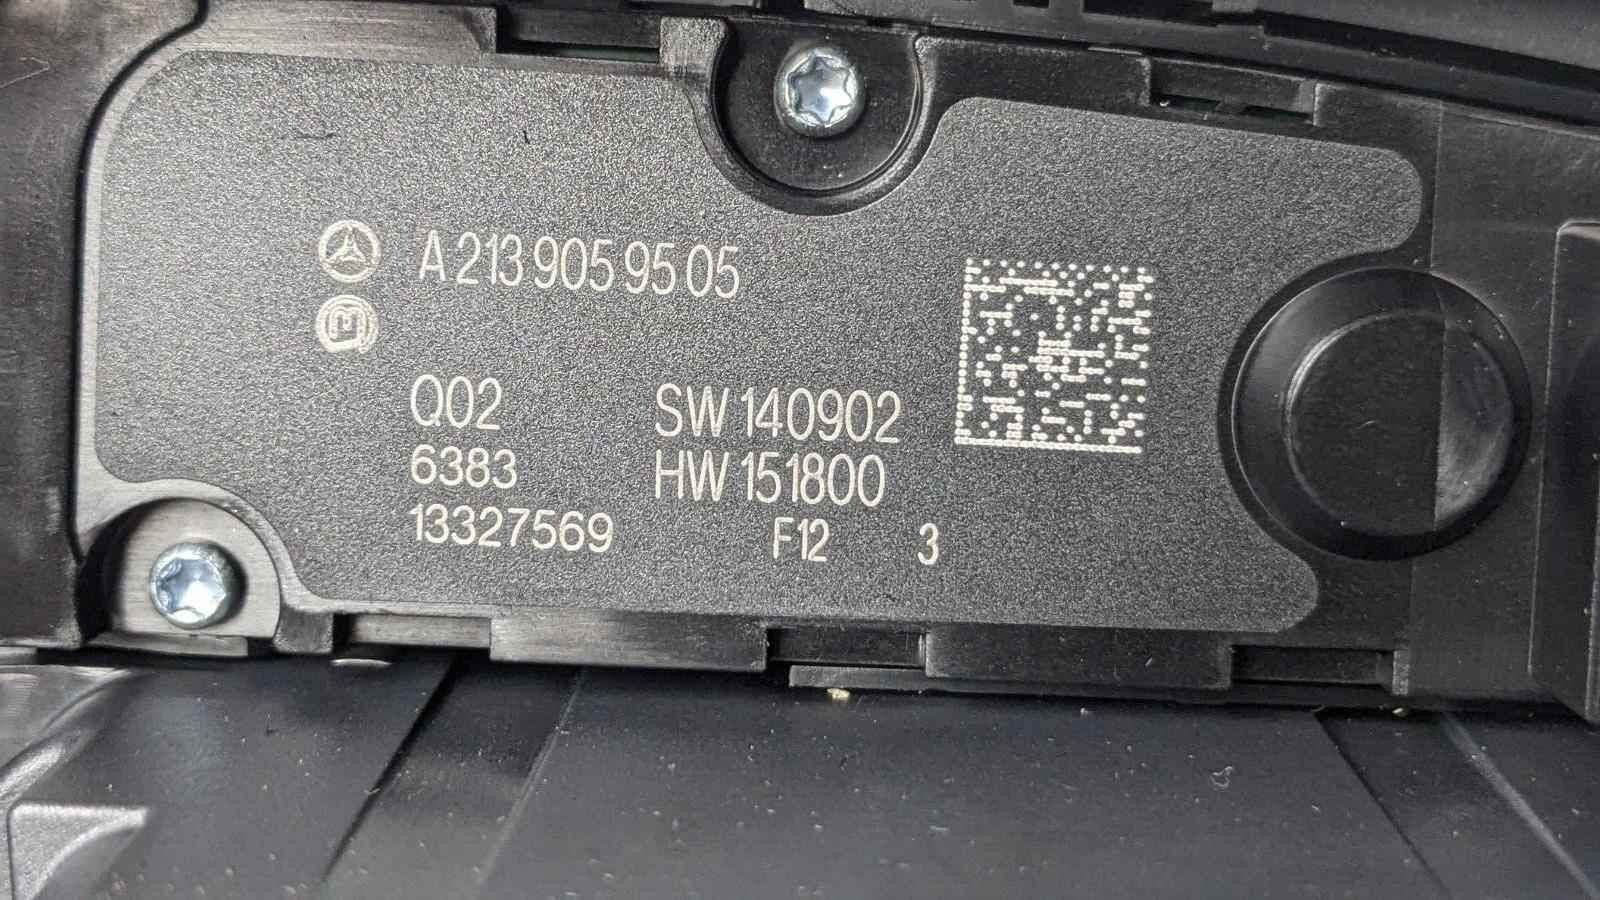 A 213 905 95 05
Q02 SW 140902
6383 HW 151800
13327569 F12 3